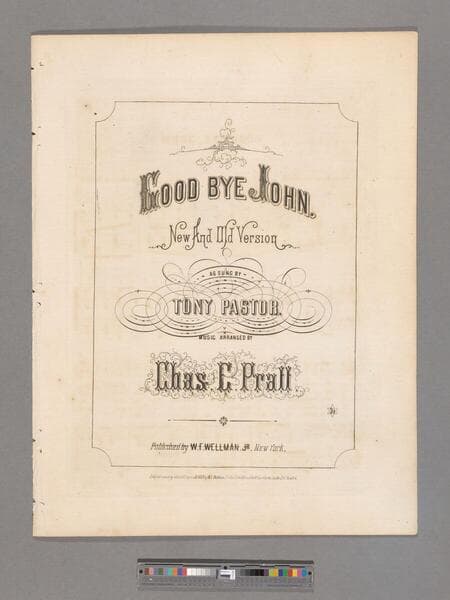 GOOD BYE JOHN.
New And Old Version
AS SUNG BY
TONY PASTOR.
MUSIC ARRANGED BY
Chas. E. Pratt.
Published by W. F. WELLMAN, JR. New York.